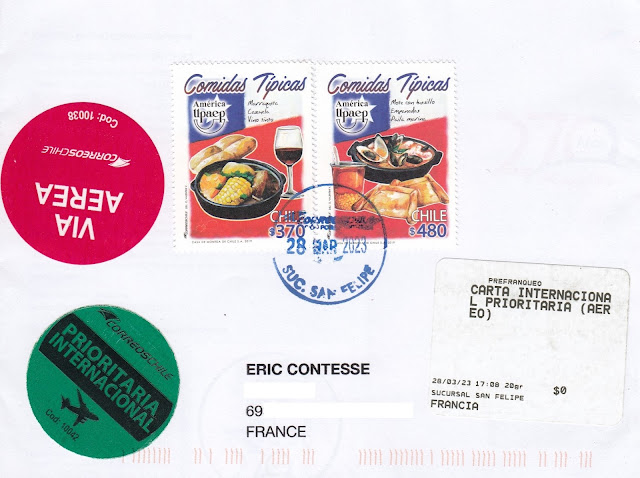 Comidas Típicas
América
Upaep
Marraqueta
Cazuela
Vino tinto
CHILE
$370
Comidas Típicas
América
Upaep
Mote con huesillo
Empanadas
Paila marina
CHILE
$480
28 MAR 2023
SUC. SAN FELIPE
Cod: 10038
CORREOSCHILE
VIA
AEREA
CORREOSCHILE
PRIORITARIA
INTERNACIONAL
Cod: 10042
PREFRANQUEO
CARTA INTERNACIONA
L PRIORITARIA (AER
EO)
28/03/23 17:08 20gr
$0
SUCURSAL SAN FELIPE
FRANCIA
ERIC CONTESSE
69
FRANCE